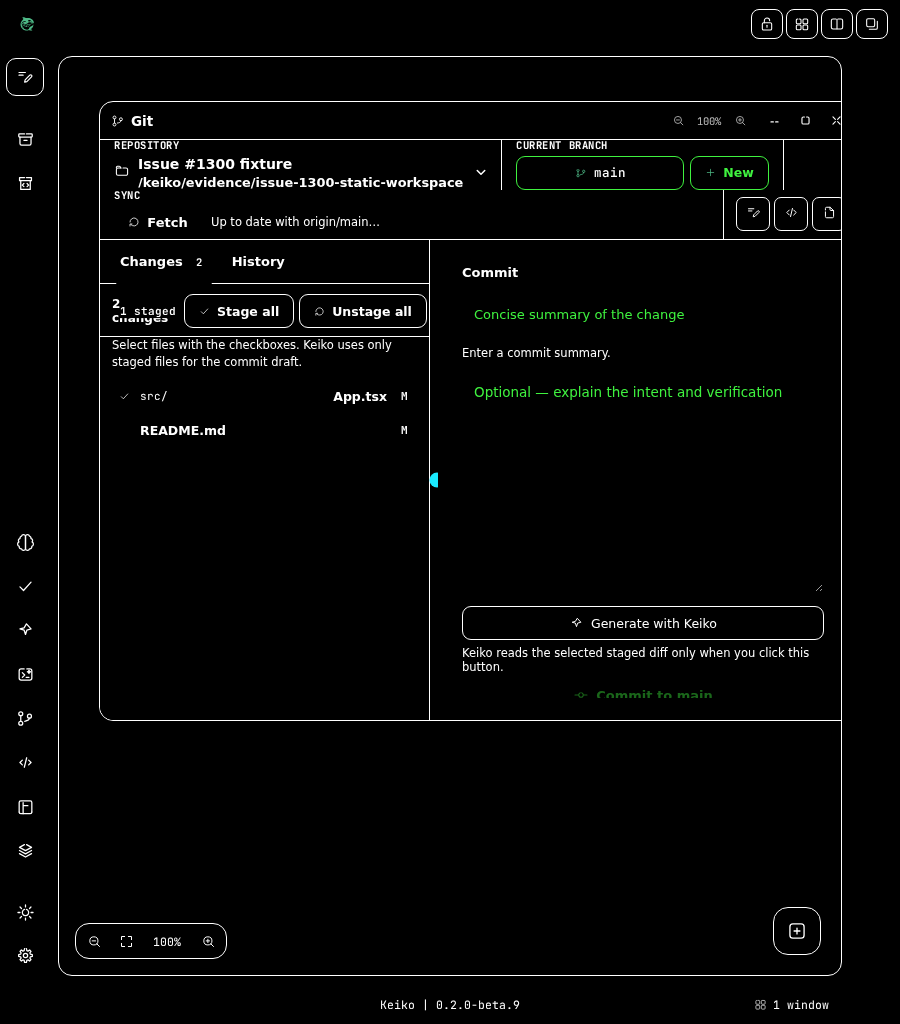 Git
100%
REPOSITORY
Issue #1300 fixture
/keiko/evidence/issue-1300-static-workspace
CURRENT BRANCH
main
New
SYNC
Fetch
Up to date with origin/main…
Changes 2
History
2 changes
1 staged
Stage all
Unstage all
Select files with the checkboxes. Keiko uses only
staged files for the commit draft.
src/
App.tsx M
README.md M
Commit
Concise summary of the change
Enter a commit summary.
Optional — explain the intent and verification
Generate with Keiko
Keiko reads the selected staged diff only when you click this
button.
Commit to main
100%
Keiko | 0.2.0-beta.9
1 window